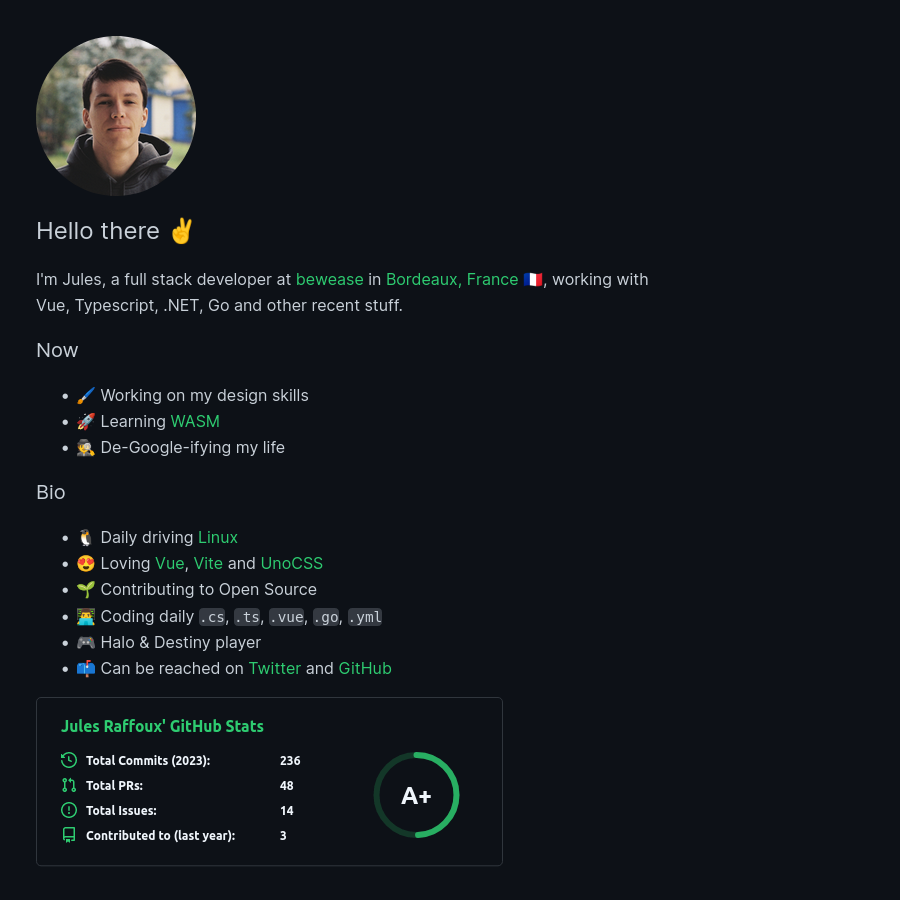 Hello there ✌️
I'm Jules, a full stack developer at bewease in Bordeaux, France 🇫🇷, working with
Vue, Typescript, .NET, Go and other recent stuff.
Now
• 🖌️ Working on my design skills
• 🚀 Learning WASM
• 🕵️ De-Google-ifying my life
Bio
• 🐧 Daily driving Linux
• 😍 Loving Vue, Vite and UnoCSS
• 🌱 Contributing to Open Source
• 👨‍💻 Coding daily .cs, .ts, .vue, .go, .yml
• 🎮 Halo & Destiny player
• 📫 Can be reached on Twitter and GitHub
Jules Raffoux' GitHub Stats
Total Commits (2023): 236
Total PRs: 48
Total Issues: 14
Contributed to (last year): 3
A+